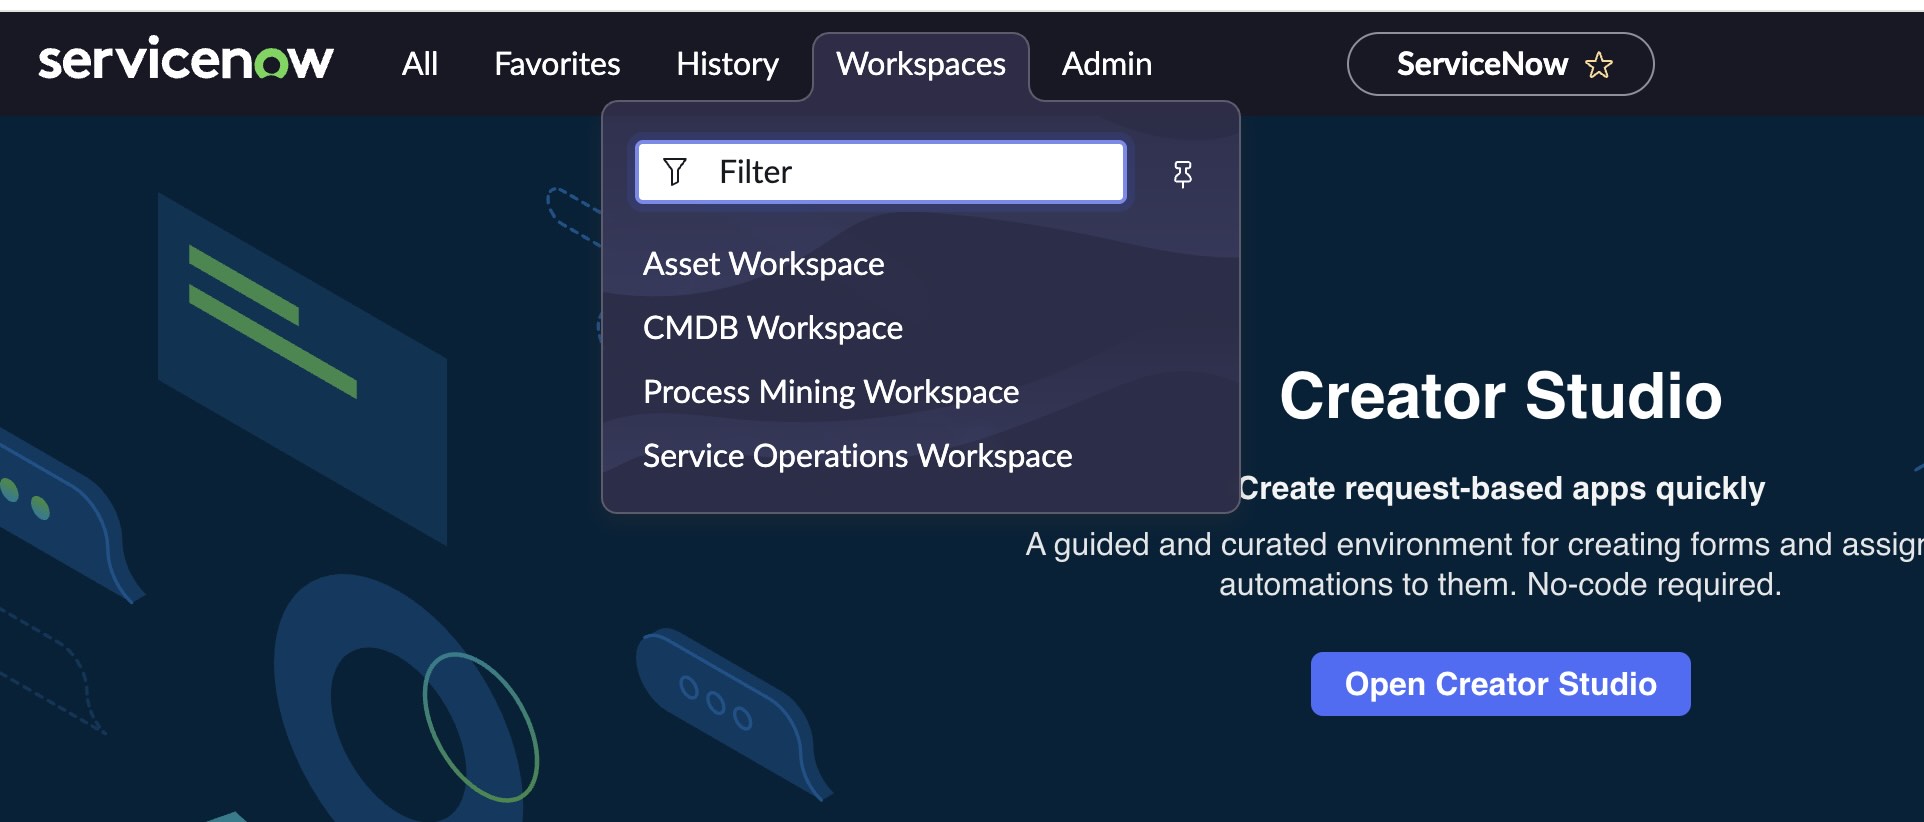 servicenow All Favorites History Workspaces Admin ServiceNow
Filter
Asset Workspace
CMDB Workspace
Process Mining Workspace
Service Operations Workspace
Creator Studio
Create request-based apps quickly
A guided and curated environment for creating forms and assign
automations to them. No-code required.
Open Creator Studio